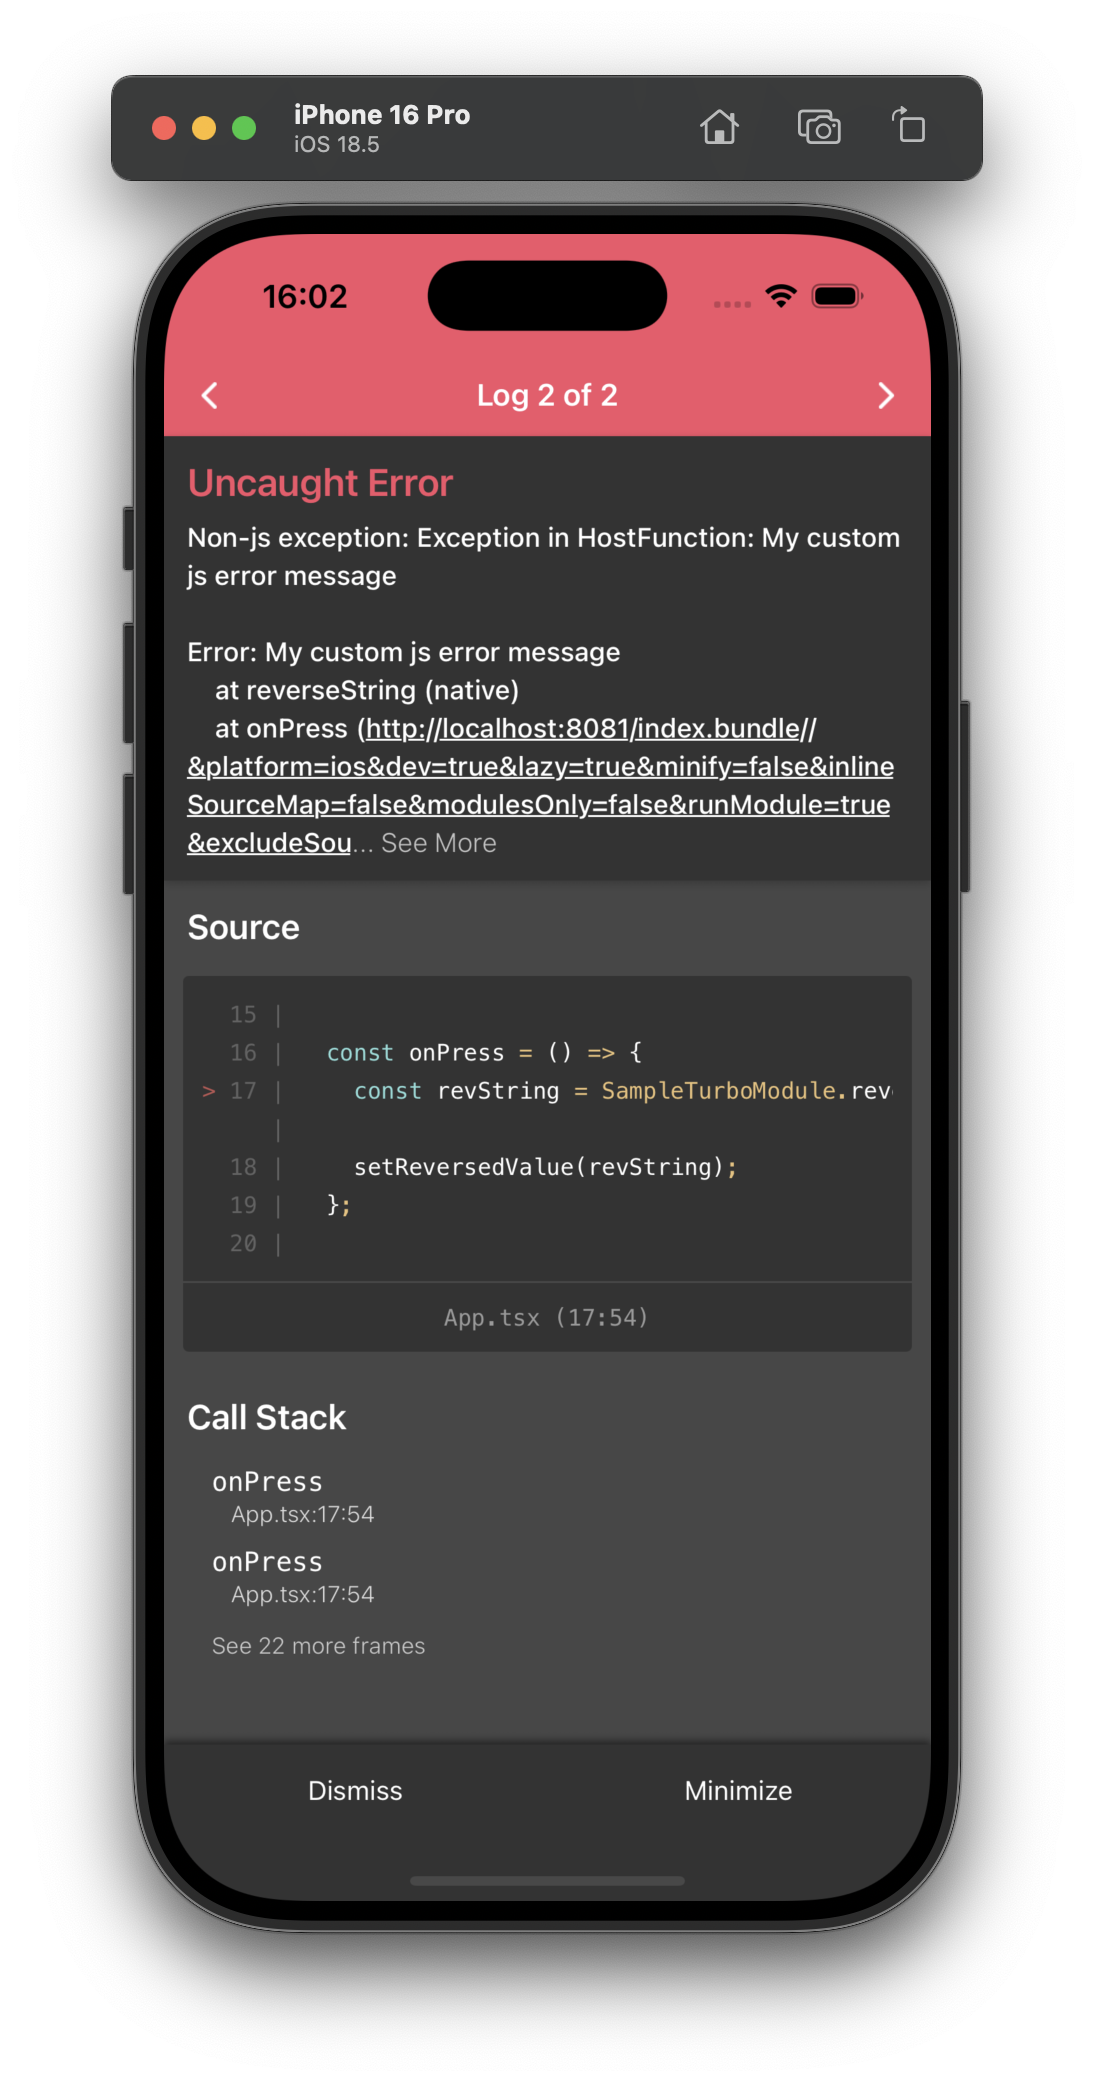 iPhone 16 Pro
iOS 18.5
16:02
Log 2 of 2
Uncaught Error
Non-js exception: Exception in HostFunction: My custom
js error message
Error: My custom js error message
at reverseString (native)
at onPress (http://localhost:8081/index.bundle//
&platform=ios&dev=true&lazy=true&minify=false&inline
SourceMap=false&modulesOnly=false&runModule=true
&excludeSou... See More
Source
15 |
16 | const onPress = () => {
> 17 | const revString = SampleTurboModule.rev
|
18 | setReversedValue(revString);
19 | };
20 |
App.tsx (17:54)
Call Stack
onPress
App.tsx:17:54
onPress
App.tsx:17:54
See 22 more frames
Dismiss Minimize